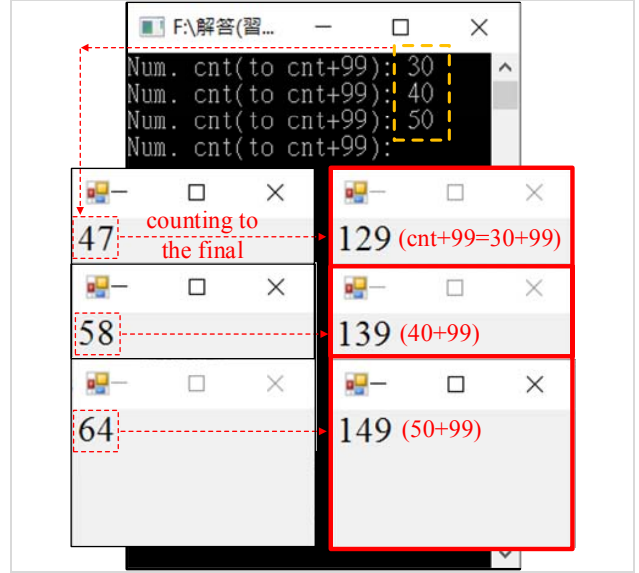 F:\解答(習...
Num. cnt(to cnt+99): 30
Num. cnt(to cnt+99): 40
Num. cnt(to cnt+99): 50
Num. cnt(to cnt+99):
47 counting to the final 129 (cnt+99=30+99)
58 139 (40+99)
64 149 (50+99)